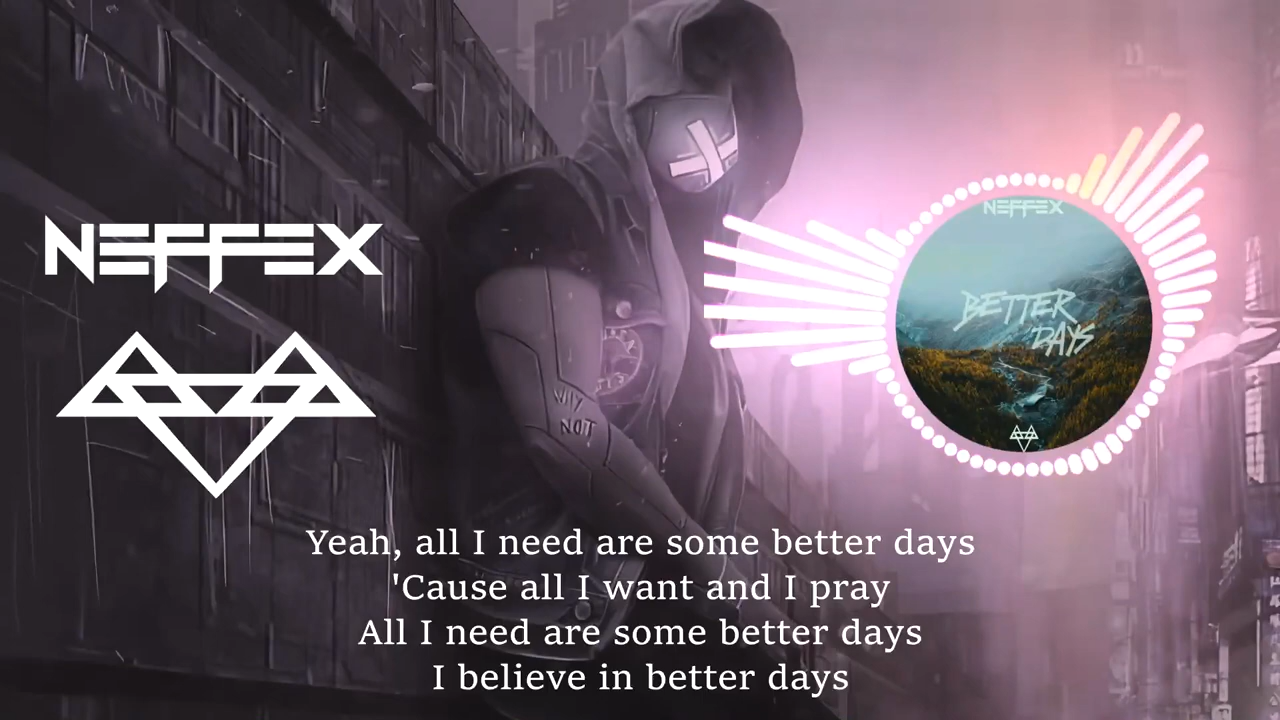 NEFFEX
NEFFEX
BETTER
DAYS
WHY
NOT
Yeah, all I need are some better days
'Cause all I want and I pray
All I need are some better days
I believe in better days